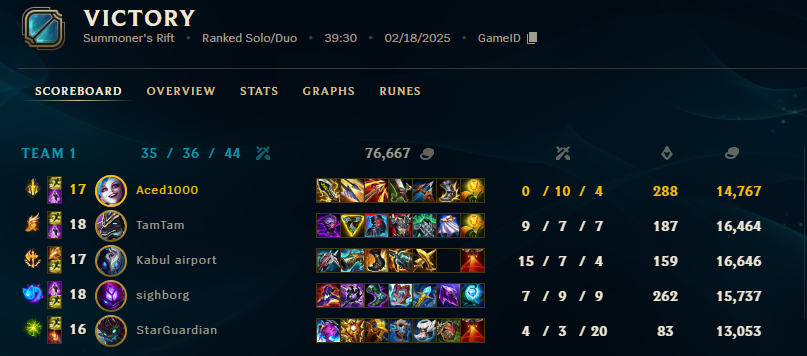 VICTORY
Summoner's Rift • Ranked Solo/Duo • 39:30 • 02/18/2025 • GameID
SCOREBOARD OVERVIEW STATS GRAPHS RUNES
TEAM 1 35 / 36 / 44 76,667
17 Aced1000 0 / 10 / 4 288 14,767
18 TamTam 9 / 7 / 7 187 16,464
17 Kabul airport 15 / 7 / 4 159 16,646
18 sighborg 7 / 9 / 9 262 15,737
16 StarGuardian 4 / 3 / 20 83 13,053